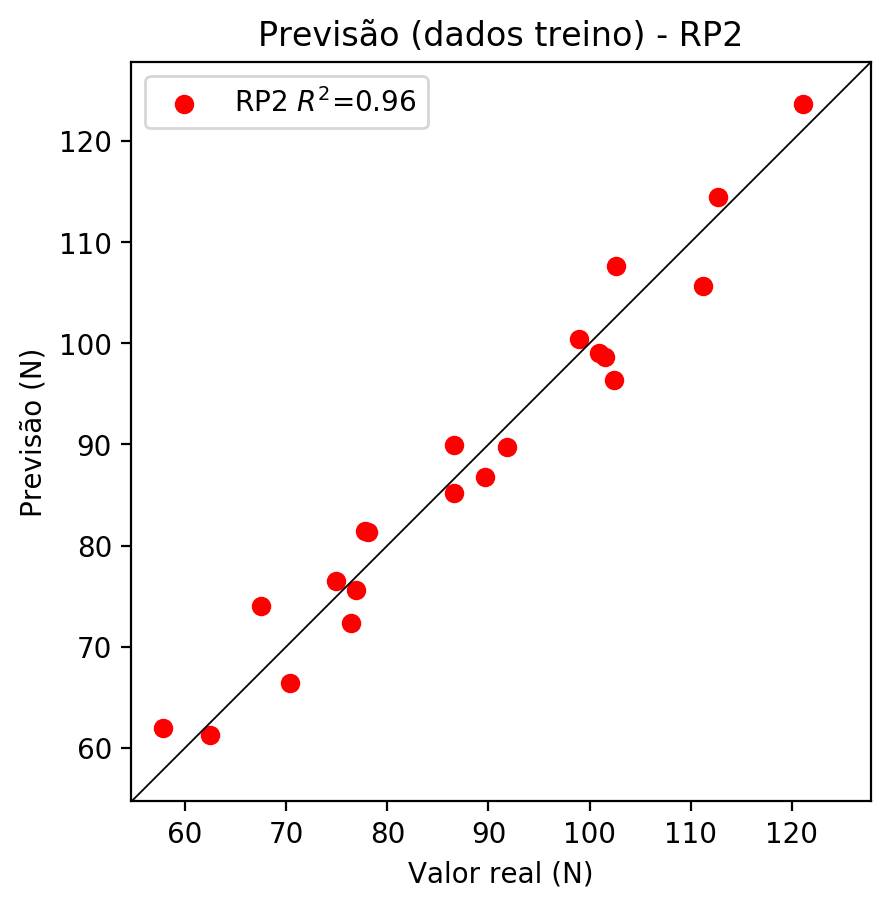 Previsão (dados treino) - RP2
RP2 R²=0.96
120
110
100
90
80
70
60
Previsão (N)
60 70 80 90 100 110 120
Valor real (N)